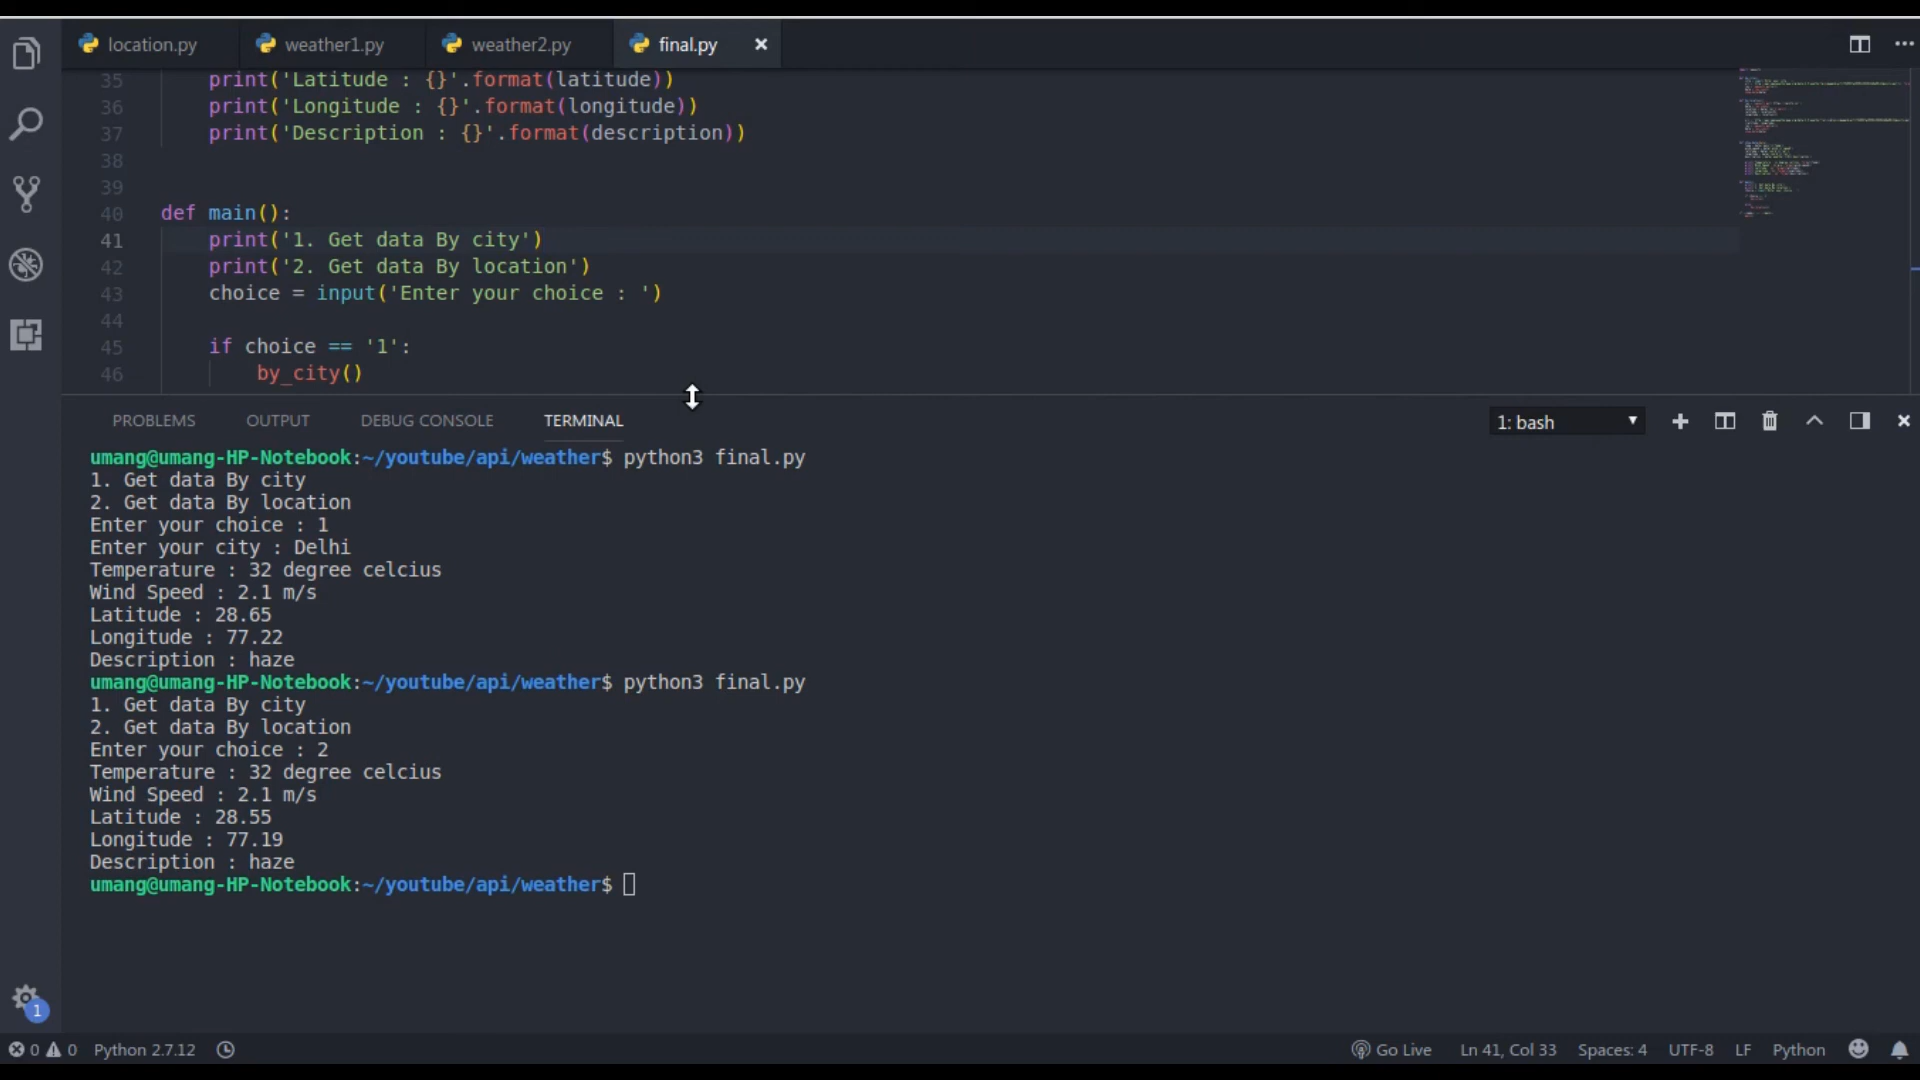 location.py weather1.py weather2.py final.py
35 print('Latitude : {}'.format(latitude))
36 print('Longitude : {}'.format(longitude))
37 print('Description : {}'.format(description))
38
39
40 def main():
41 print('1. Get data By city')
42 print('2. Get data By location')
43 choice = input('Enter your choice : ')
44
45 if choice == '1':
46 by_city()
PROBLEMS OUTPUT DEBUG CONSOLE TERMINAL 1: bash
umang@umang-HP-Notebook:~/youtube/api/weather$ python3 final.py
1. Get data By city
2. Get data By location
Enter your choice : 1
Enter your city : Delhi
Temperature : 32 degree celcius
Wind Speed : 2.1 m/s
Latitude : 28.65
Longitude : 77.22
Description : haze
umang@umang-HP-Notebook:~/youtube/api/weather$ python3 final.py
1. Get data By city
2. Get data By location
Enter your choice : 2
Temperature : 32 degree celcius
Wind Speed : 2.1 m/s
Latitude : 28.55
Longitude : 77.19
Description : haze
umang@umang-HP-Notebook:~/youtube/api/weather$
1
0 0 Python 2.7.12 Go Live Ln 41, Col 33 Spaces: 4 UTF-8 LF Python